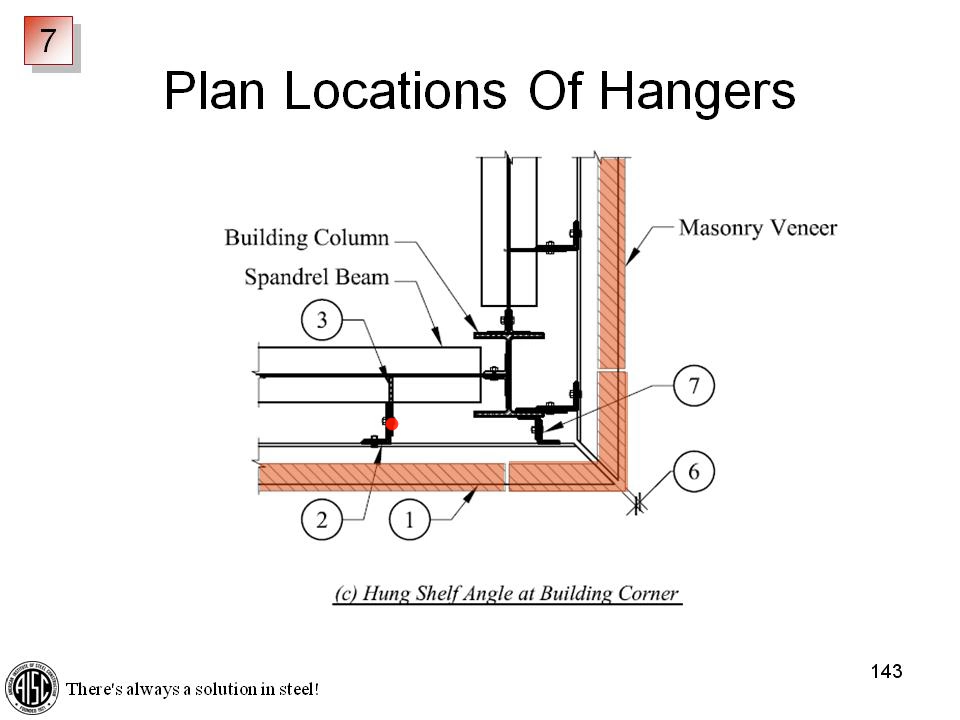 7
Plan Locations Of Hangers
Building Column
Masonry Veneer
Spandrel Beam
3
7
6
2
1
(c) Hung Shelf Angle at Building Corner
143
AISC
There's always a solution in steel!